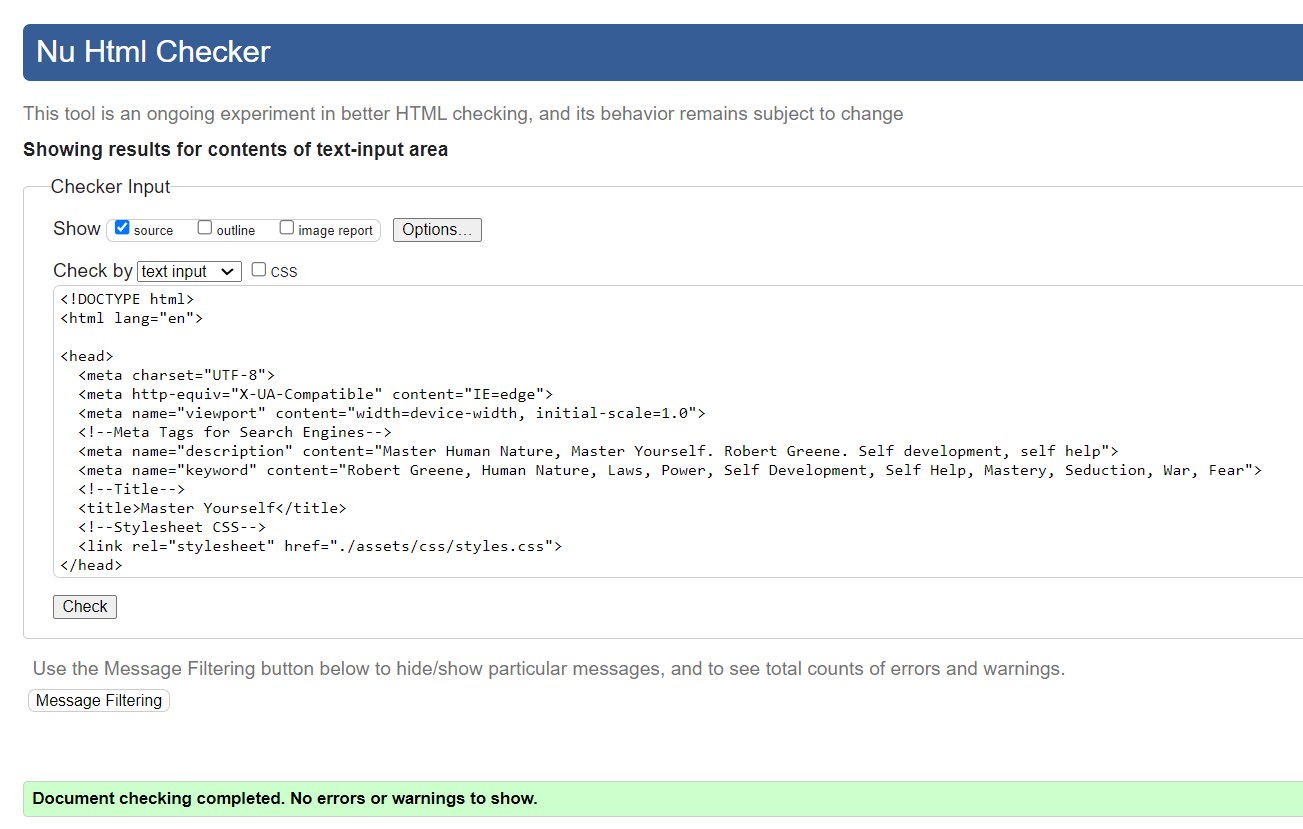 Nu Html Checker
This tool is an ongoing experiment in better HTML checking, and its behavior remains subject to change
Showing results for contents of text-input area
Checker Input
Show source outline image report Options...
Check by text input CSS
<!DOCTYPE html>
<html lang="en">
<head>
<meta charset="UTF-8">
<meta http-equiv="X-UA-Compatible" content="IE=edge">
<meta name="viewport" content="width=device-width, initial-scale=1.0">
<!--Meta Tags for Search Engines-->
<meta name="description" content="Master Human Nature, Master Yourself. Robert Greene. Self development, self help">
<meta name="keyword" content="Robert Greene, Human Nature, Laws, Power, Self Development, Self Help, Mastery, Seduction, War, Fear">
<!--Title-->
<title>Master Yourself</title>
<!--Stylesheet CSS-->
<link rel="stylesheet" href="./assets/css/styles.css">
</head>
Check
Use the Message Filtering button below to hide/show particular messages, and to see total counts of errors and warnings.
Message Filtering
Document checking completed. No errors or warnings to show.